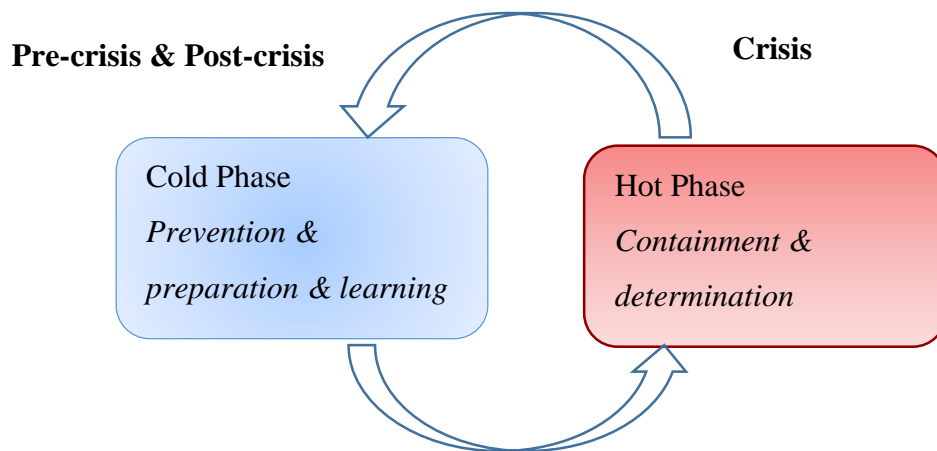 Pre-crisis & Post-crisis
Crisis
Cold Phase
Prevention &
preparation & learning
Hot Phase
Containment &
determination